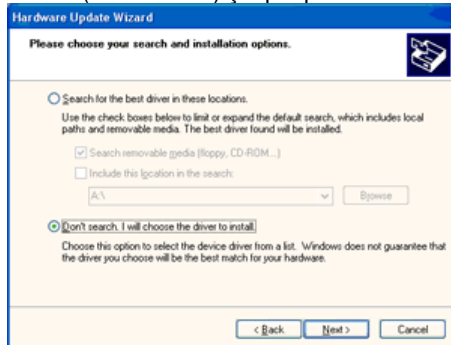 Hardware Update Wizard
Please choose your search and installation options.
Search for the best driver in these locations.
Use the check boxes below to limit or expand the default search, which includes local
paths and removable media. The best driver found will be installed.
Search removable media (floppy, CD-ROM...)
Include this location in the search:
A:\
Browse
Don't search. I will choose the driver to install.
Choose this option to select the device driver from a list. Windows does not guarantee that
the driver you choose will be the best match for your hardware.
< Back Next > Cancel